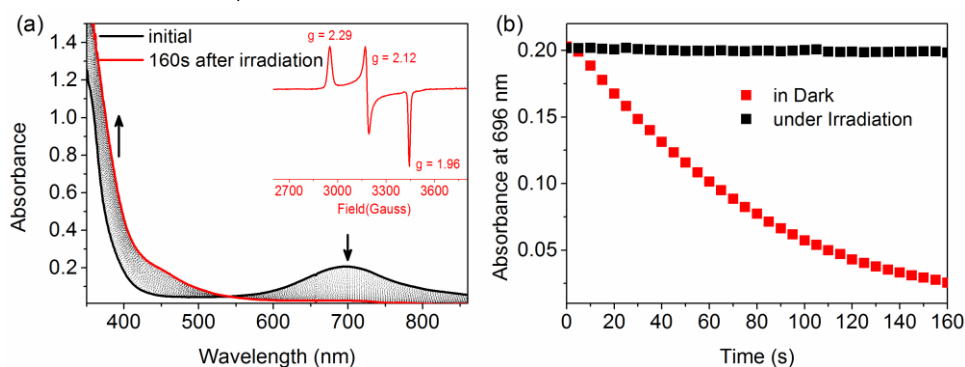 (a)
initial
160s after irradiation
g = 2.29
g = 2.12
g = 1.96
2700 3000 3300 3600
Field(Gauss)
1.4
1.2
1.0
0.8
0.6
0.4
0.2
Absorbance
400 500 600 700 800
Wavelength (nm)
(b)
in Dark
under Irradiation
0.20
0.15
0.10
0.05
Absorbance at 696 nm
0 20 40 60 80 100 120 140 160
Time (s)